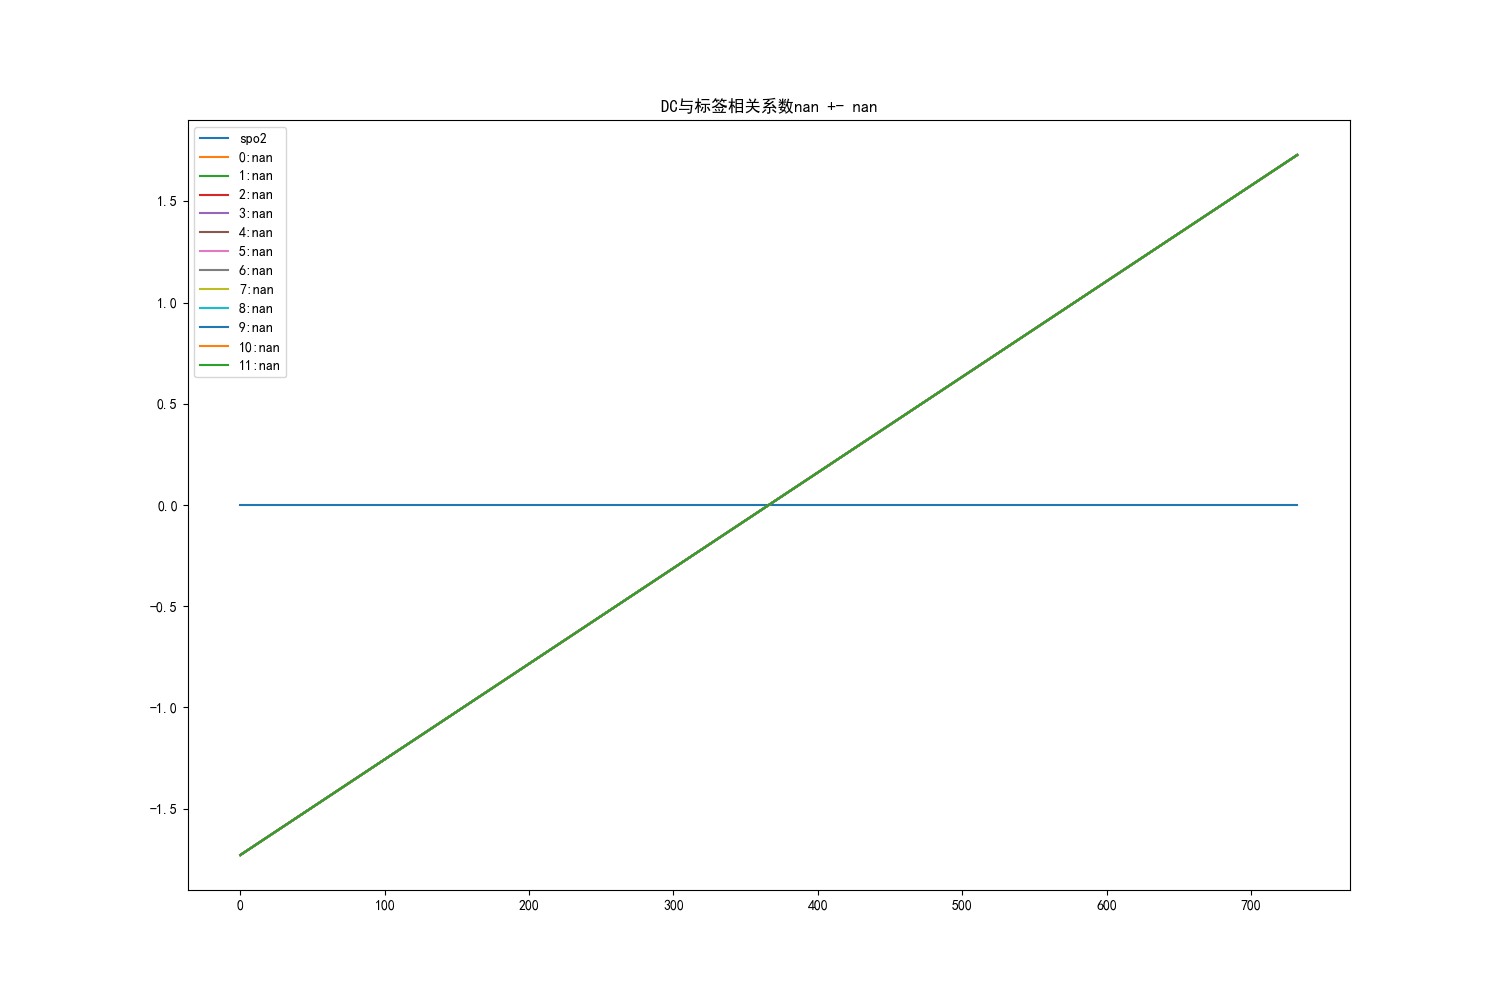 DC与标签相关系数nan +- nan
spo2
0:nan
1:nan
2:nan
3:nan
4:nan
5:nan
6:nan
7:nan
8:nan
9:nan
10:nan
11:nan
1.5
1.0
0.5
0.0
−0.5
−1.0
−1.5
0 100 200 300 400 500 600 700